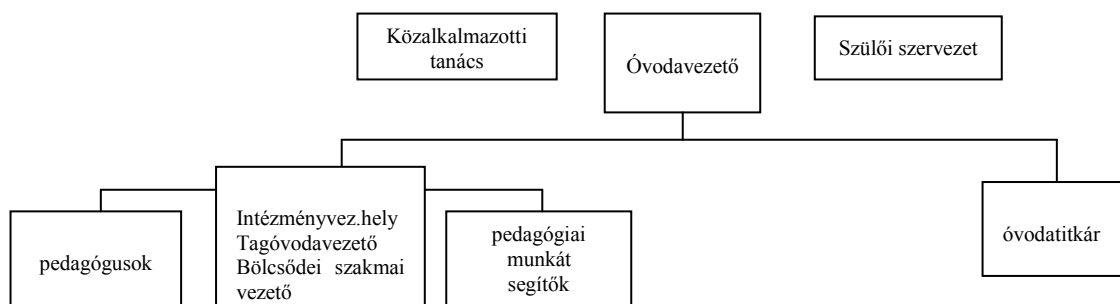 Közalkalmazotti
tanács
Óvodavezető
Szülői szervezet
pedagógusok
Intézményvez.hely
Tagóvodavezető
Bölcsődei szakmai
vezető
pedagógiai
munkát
segítők
óvodatitkár